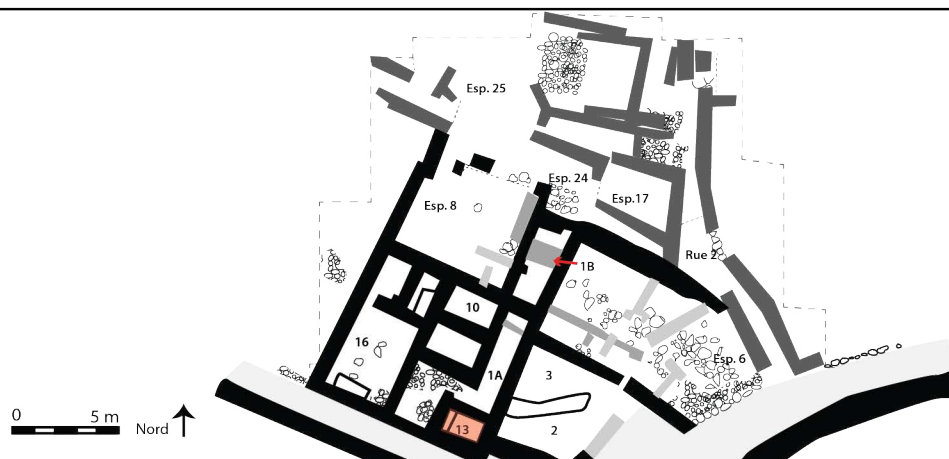 Esp. 25
Esp. 24
Esp.17
Esp. 8
Rue 2
1B
10
16
Esp. 6
1A
3
13
2
0 5 m
Nord